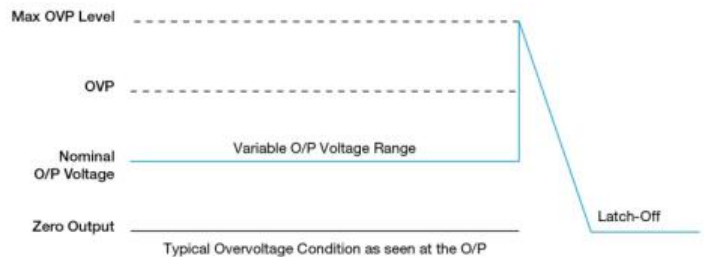 Max OVP Level
OVP
Nominal
O/P Voltage
Variable O/P Voltage Range
Zero Output
Latch-Off
Typical Overvoltage Condition as seen at the O/P